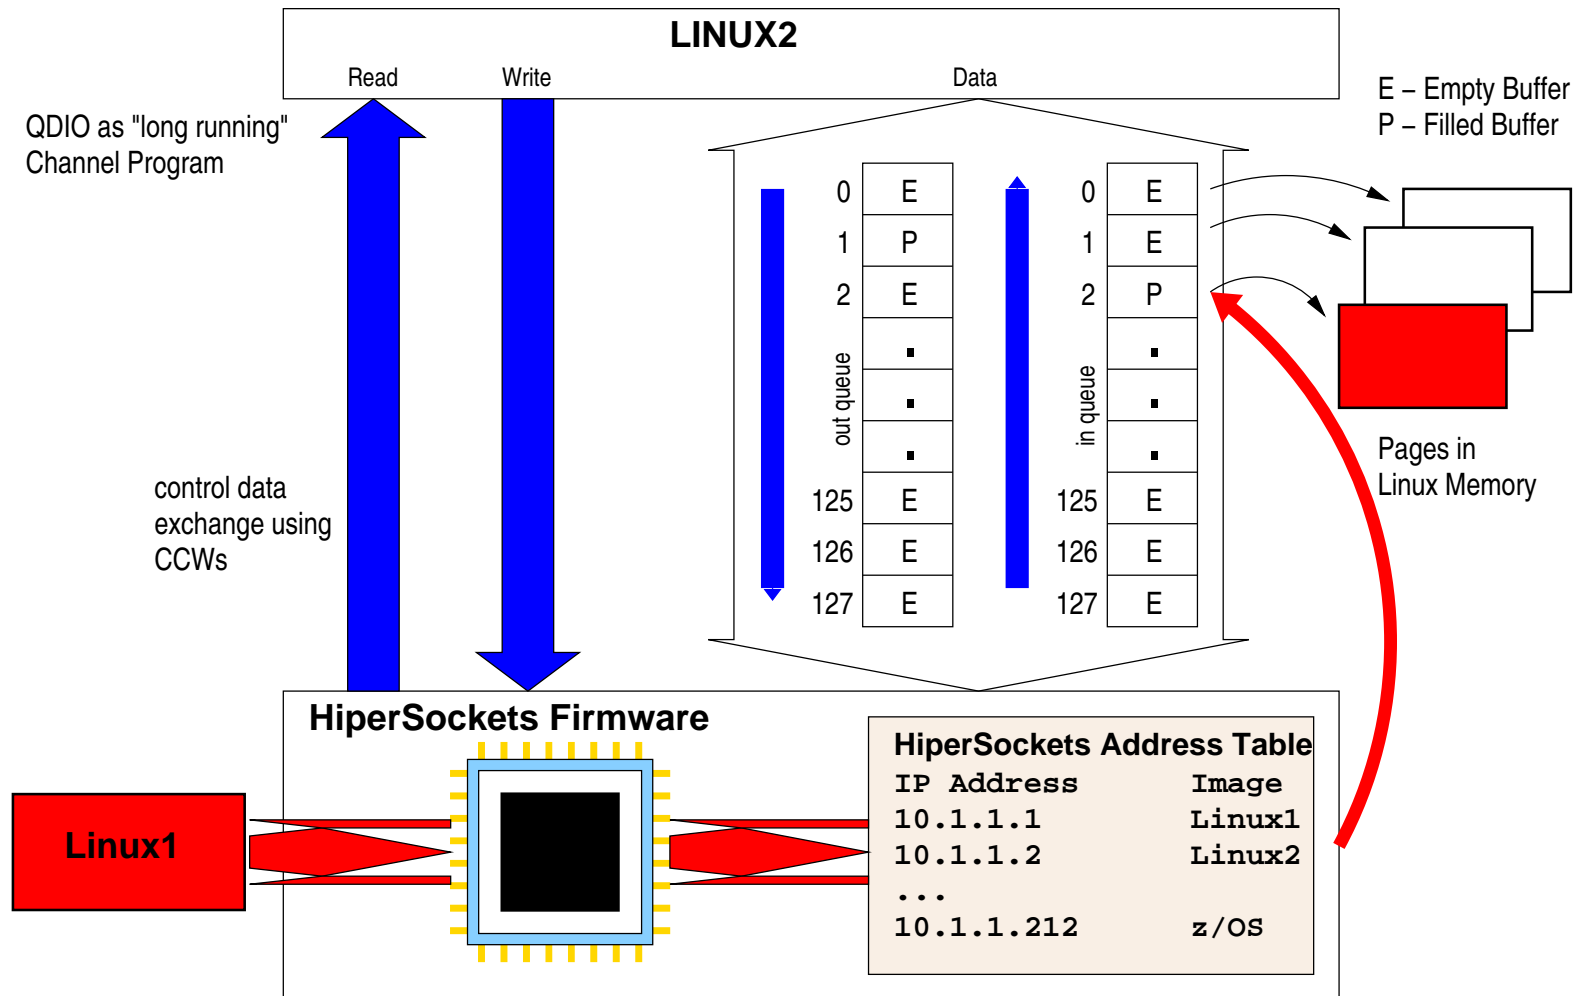 LINUX2
Read Write Data
E – Empty Buffer
P – Filled Buffer
QDIO as "long running"
Channel Program
0 E 0 E
1 P 1 E
2 E 2 P
. .
. .
. .
out queue in queue
125 E 125 E
126 E 126 E
127 E 127 E
Pages in
Linux Memory
control data
exchange using
CCWs
HiperSockets Firmware
Linux1
HiperSockets Address Table
IP Address Image
10.1.1.1 Linux1
10.1.1.2 Linux2
...
10.1.1.212 z/OS